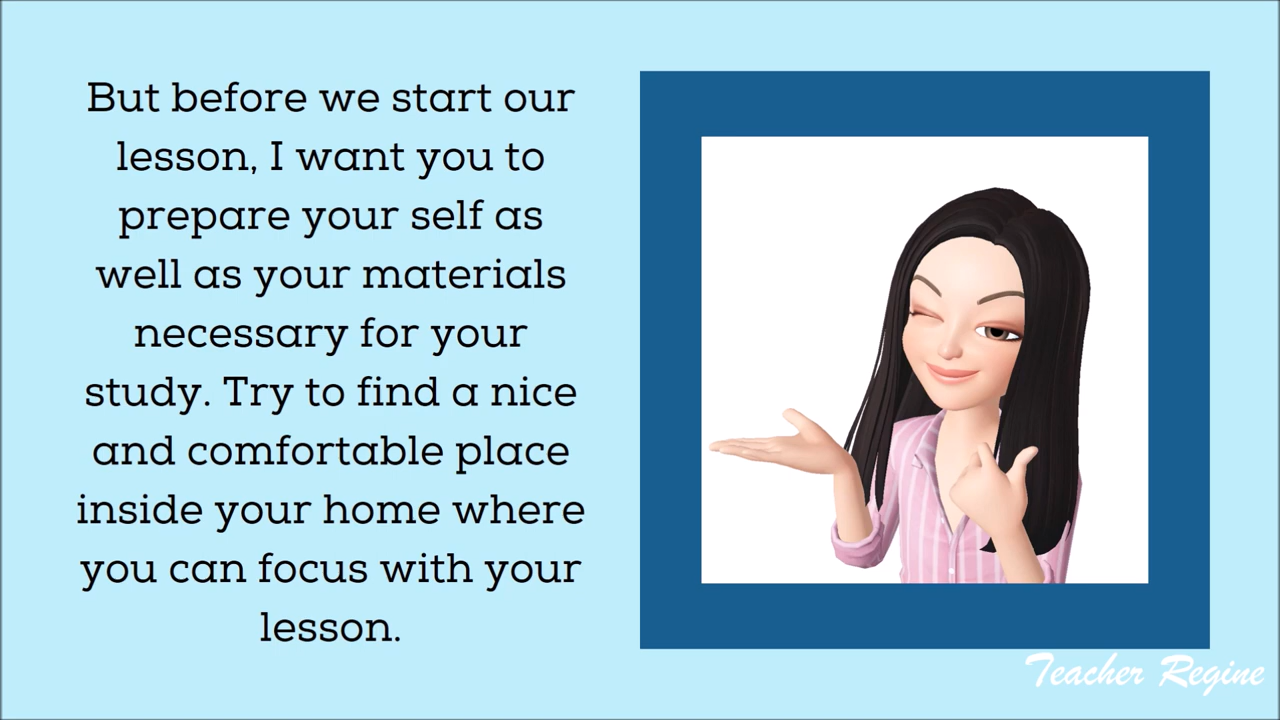 But before we start our
lesson, I want you to
prepare your self as
well as your materials
necessary for your
study. Try to find a nice
and comfortable place
inside your home where
you can focus with your
lesson.
Teacher Regine